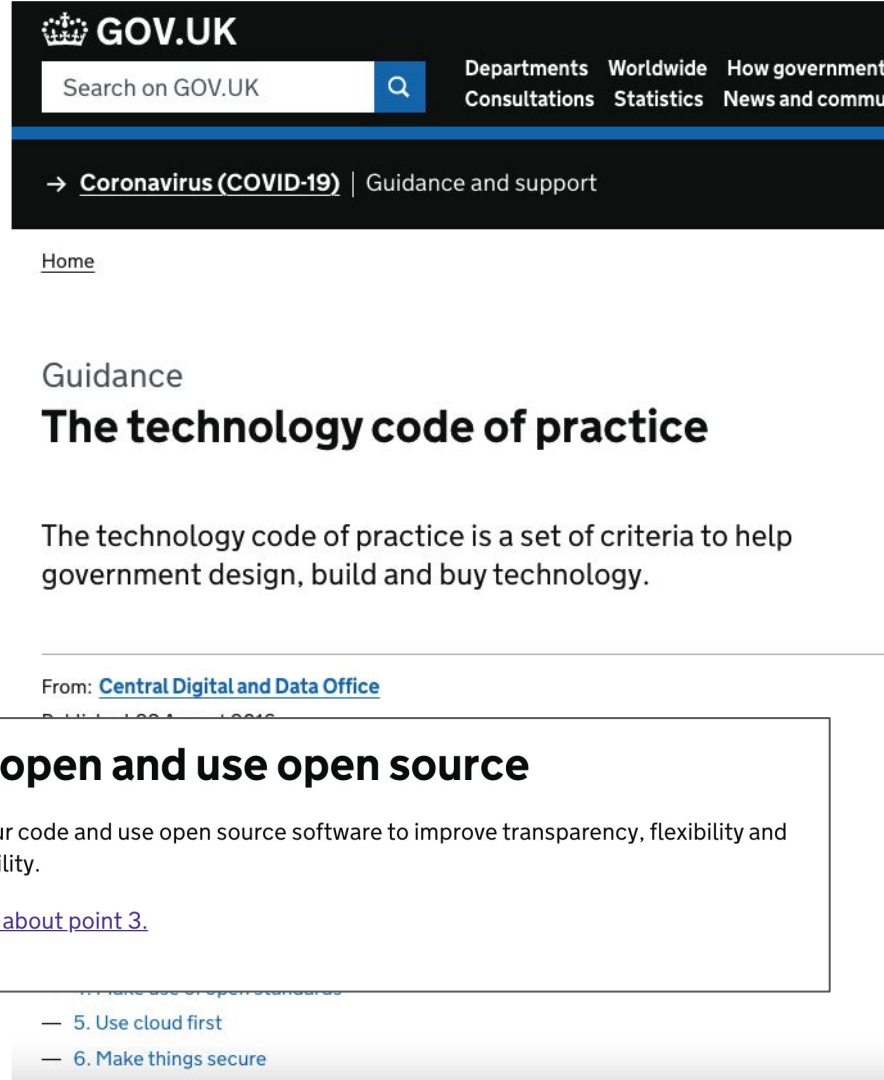 GOV.UK
Search on GOV.UK
Departments Worldwide How government
Consultations Statistics News and commu
→ Coronavirus (COVID-19) | Guidance and support
Home
Guidance
The technology code of practice
The technology code of practice is a set of criteria to help
government design, build and buy technology.
From: Central Digital and Data Office
open and use open source
ur code and use open source software to improve transparency, flexibility and
ility.
about point 3.
— 5. Use cloud first
— 6. Make things secure